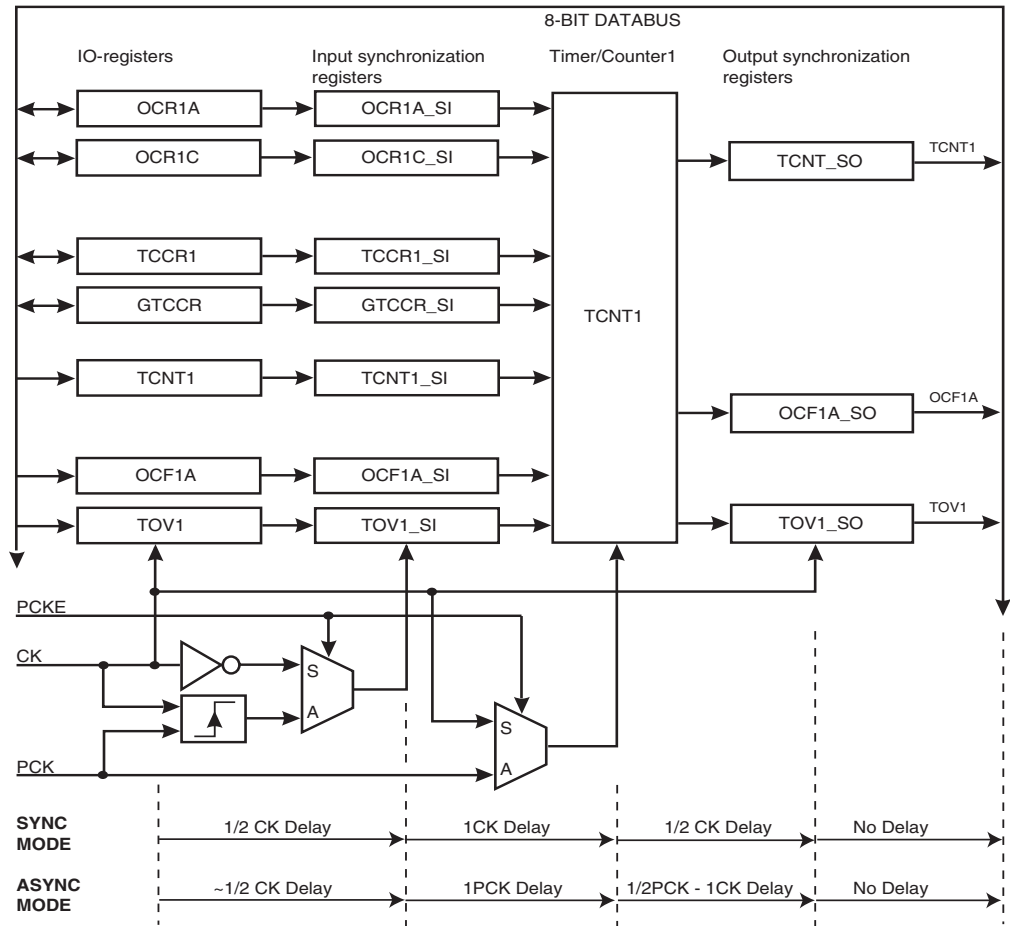 8-BIT DATABUS
IO-registers
Input synchronization
registers
Timer/Counter1
Output synchronization
registers
OCR1A
OCR1A_SI
OCR1C
OCR1C_SI
TCNT_SO
TCNT1
TCCR1
TCCR1_SI
GTCCR
GTCCR_SI
TCNT1
TCNT1
TCNT1_SI
OCF1A_SO
OCF1A
OCF1A
OCF1A_SI
TOV1
TOV1_SI
TOV1_SO
TOV1
PCKE
CK
S
A
S
A
PCK
SYNC
MODE
1/2 CK Delay
1CK Delay
1/2 CK Delay
No Delay
ASYNC
MODE
~1/2 CK Delay
1PCK Delay
1/2PCK - 1CK Delay
No Delay